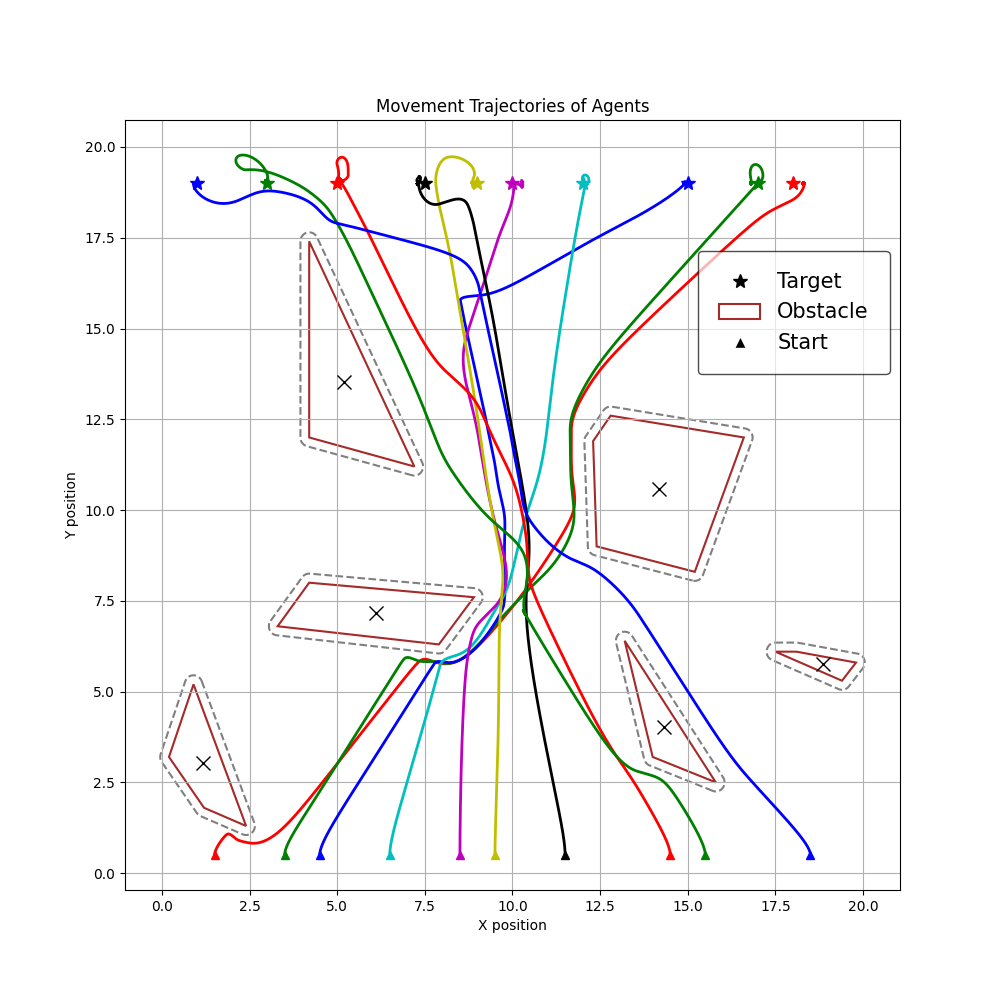 Movement Trajectories of Agents
20.0
17.5
15.0
12.5
10.0
7.5
5.0
2.5
0.0
Y position
Target
Obstacle
Start
0.0 2.5 5.0 7.5 10.0 12.5 15.0 17.5 20.0
X position